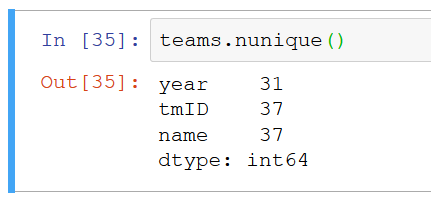 In [35]: teams.nunique()
Out[35]: year 31
tmID 37
name 37
dtype: int64